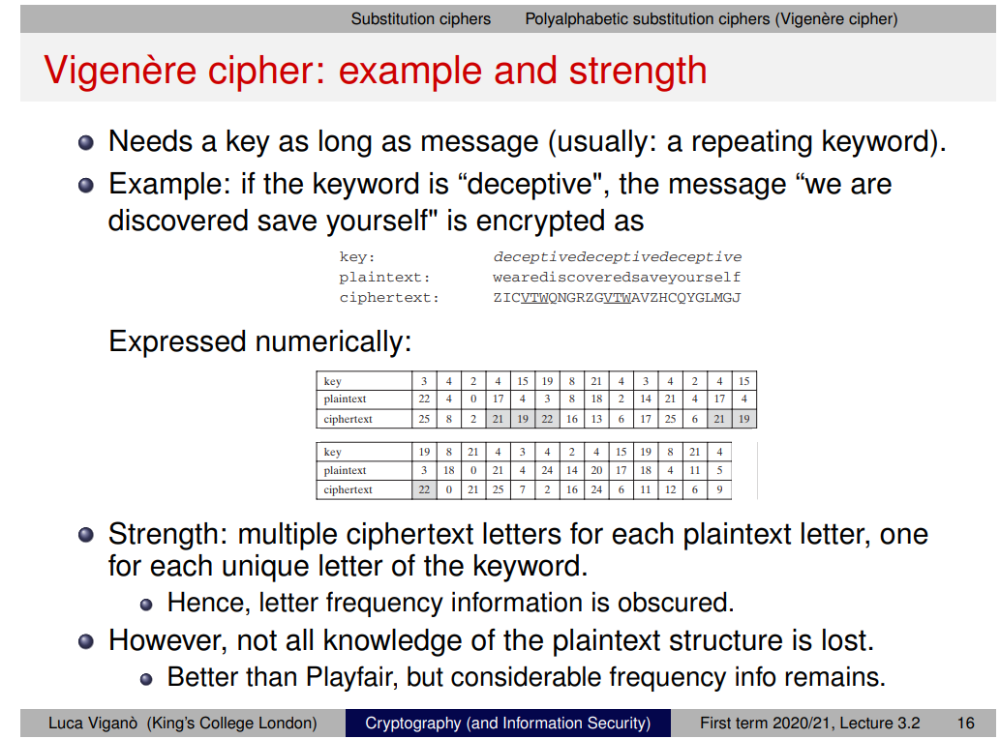 Substitution ciphers Polyalphabetic substitution ciphers (Vigenère cipher)
Vigenère cipher: example and strength
Needs a key as long as message (usually: a repeating keyword).
Example: if the keyword is “deceptive", the message “we are
discovered save yourself" is encrypted as
key: deceptivedeceptivedeceptive
plaintext: wearediscoveredsaveyourself
ciphertext: ZICVTWQNGRZGVTWAVZHCQYGLMGJ
Expressed numerically:
key 3 4 2 4 15 19 8 21 4 3 4 2 4 15
plaintext 22 4 0 17 4 3 8 18 2 14 21 4 17 4
ciphertext 25 8 2 21 19 22 16 13 6 17 25 6 21 19
key 19 8 21 4 3 4 2 4 15 19 8 21 4
plaintext 3 18 0 21 4 24 14 20 17 18 4 11 5
ciphertext 22 0 21 25 7 2 16 24 6 11 12 6 9
Strength: multiple ciphertext letters for each plaintext letter, one
for each unique letter of the keyword.
Hence, letter frequency information is obscured.
However, not all knowledge of the plaintext structure is lost.
Better than Playfair, but considerable frequency info remains.
Luca Viganò (King's College London) Cryptography (and Information Security) First term 2020/21, Lecture 3.2 16